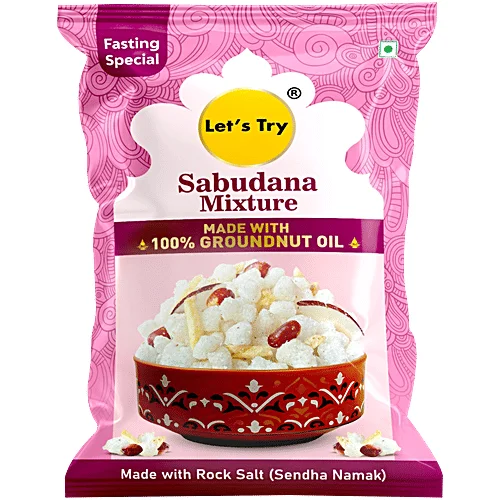 Fasting
Special
®
Let's Try
Sabudana
Mixture
MADE WITH
100% GROUNDNUT OIL
Made with Rock Salt (Sendha Namak)